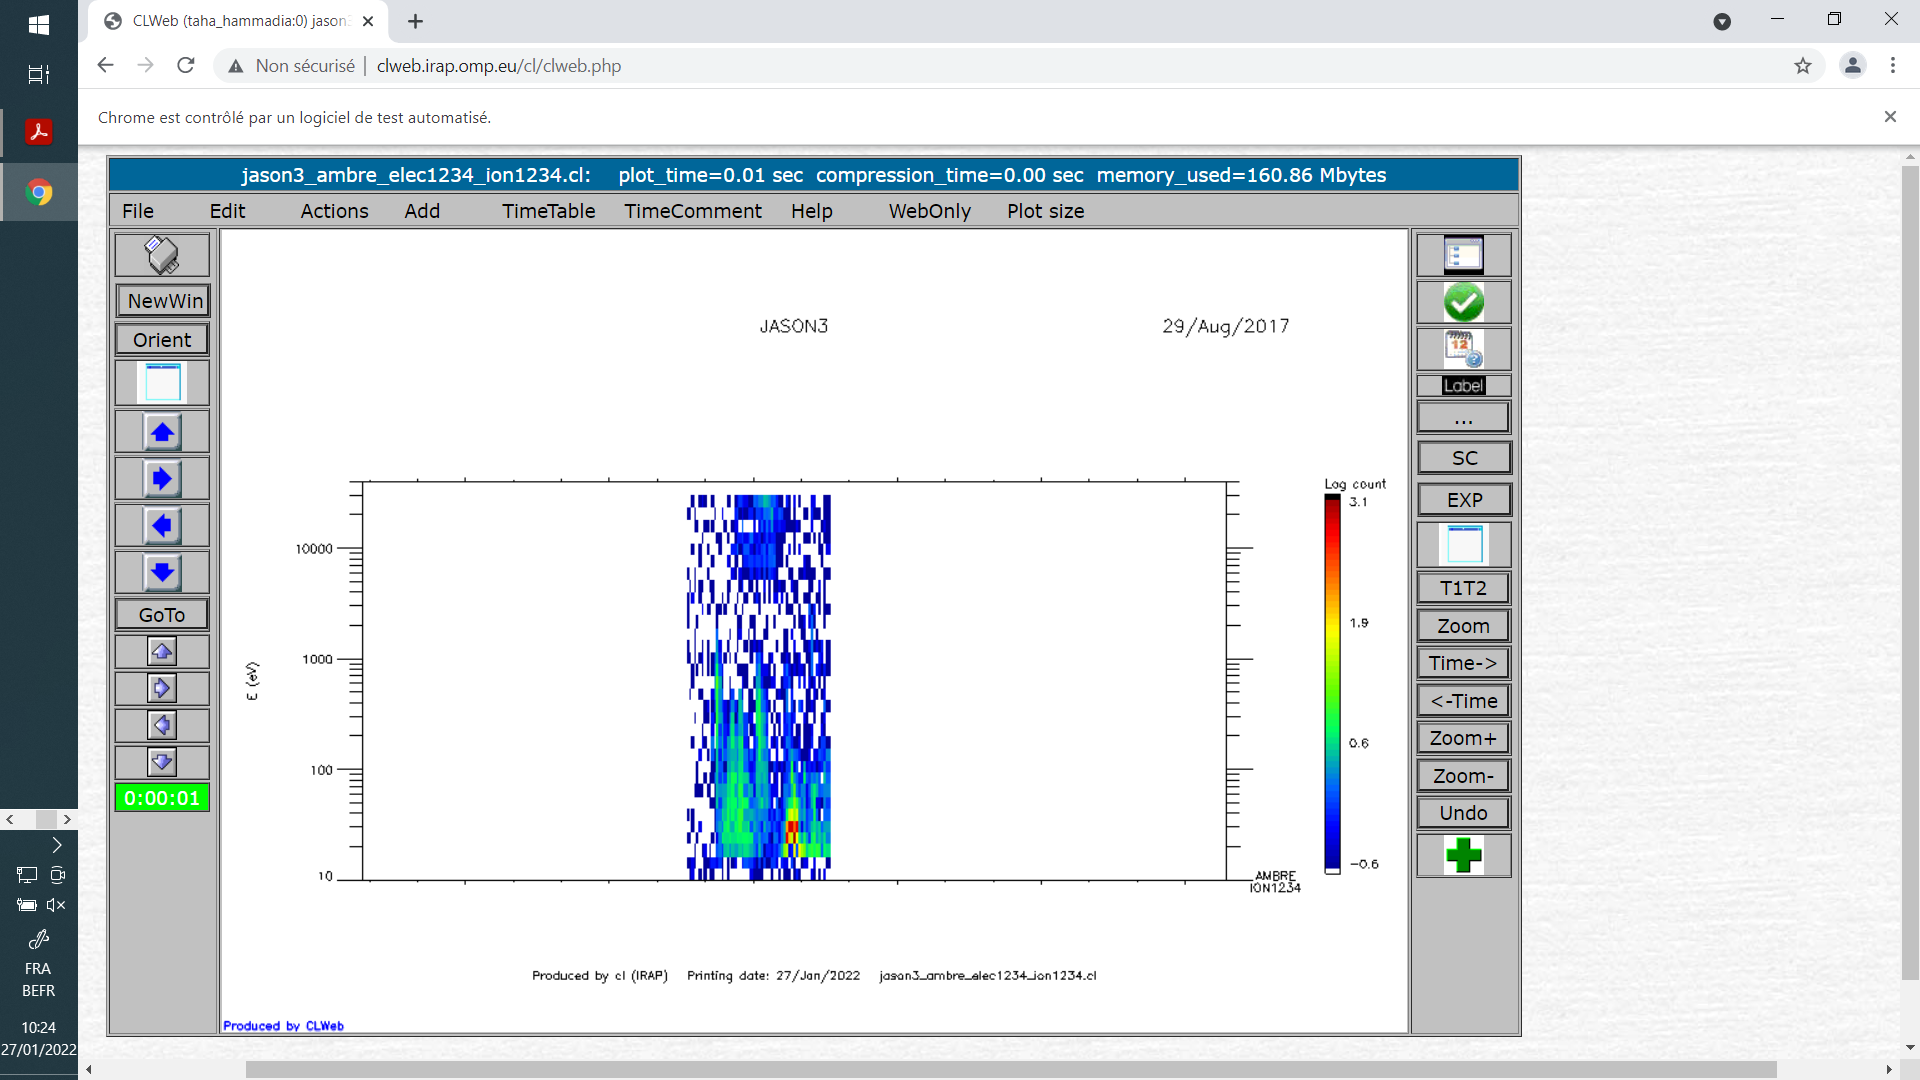 CLWeb (taha_hammadia:0) jason3
Non sécurisé | clweb.irap.omp.eu/cl/clweb.php
Chrome est contrôlé par un logiciel de test automatisé.
jason3_ambre_elec1234_ion1234.cl: plot_time=0.01 sec compression_time=0.00 sec memory_used=160.86 Mbytes
File Edit Actions Add TimeTable TimeComment Help WebOnly Plot size
NewWin
Orient
GoTo
0:00:01
JASON3 29/Aug/2017
Log count
3.1
1.9
0.6
−0.6
10000
1000
100
10
E (eV)
AMBRE
ION1234
Produced by cl (IRAP) Printing date: 27/Jan/2022 jason3_ambre_elec1234_ion1234.cl
Produced by CLWeb
12
Label
...
SC
EXP
T1T2
Zoom
Time->
<-Time
Zoom+
Zoom-
Undo
FRA
BEFR
10:24
27/01/2022